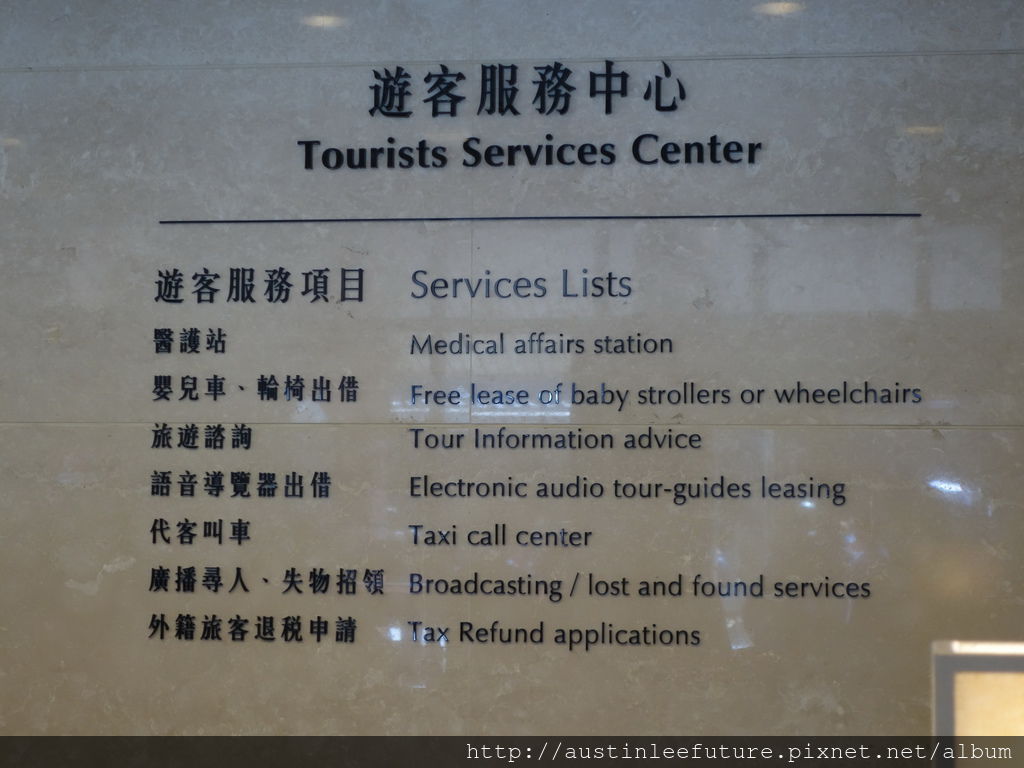 遊客服務中心
Tourists Services Center
遊客服務項目 Services Lists
醫護站 Medical affairs station
嬰兒車、輪椅出借 Free lease of baby strollers or wheelchairs
旅遊諮詢 Tour Information advice
語音導覽器出借 Electronic audio tour-guides leasing
代客叫車 Taxi call center
廣播尋人、失物招領 Broadcasting / lost and found services
外籍旅客退稅申請 Tax Refund applications
http://austinleefuture.pixnet.net/album